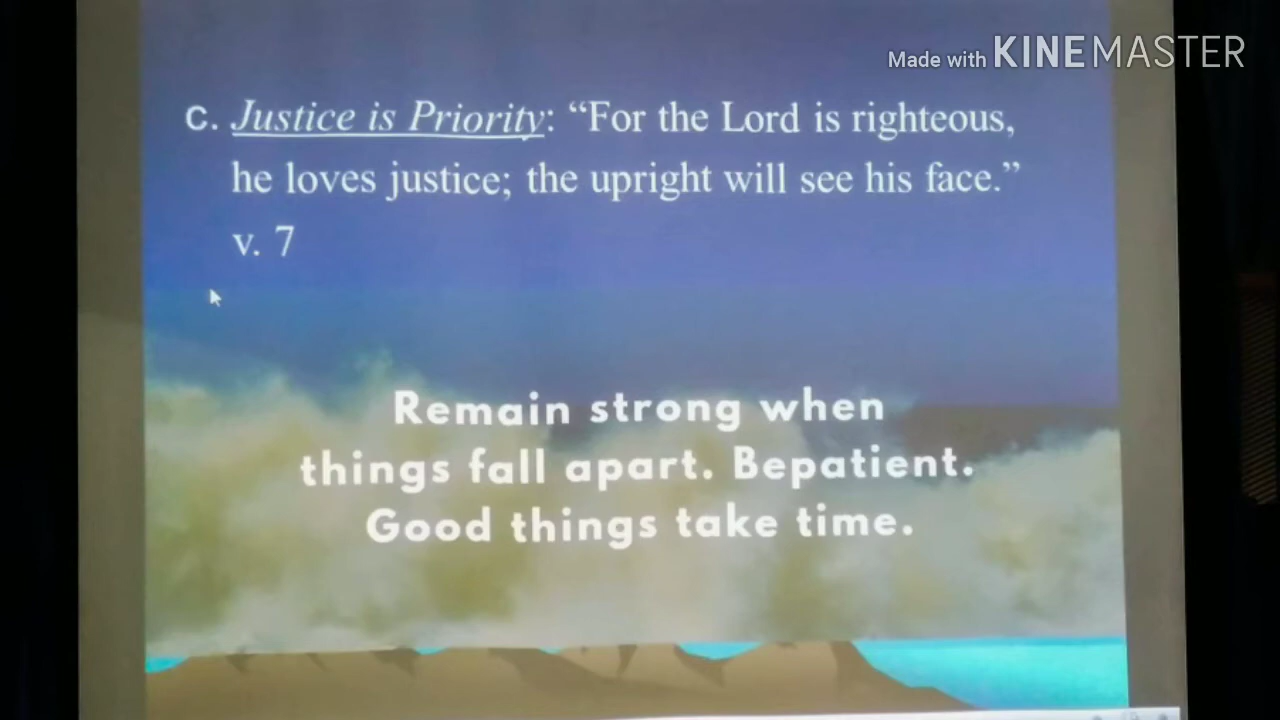 Made with KINEMASTER
C. Justice is Priority: “For the Lord is righteous,
he loves justice; the upright will see his face.”
v. 7
Remain strong when
things fall apart. Bepatient.
Good things take time.